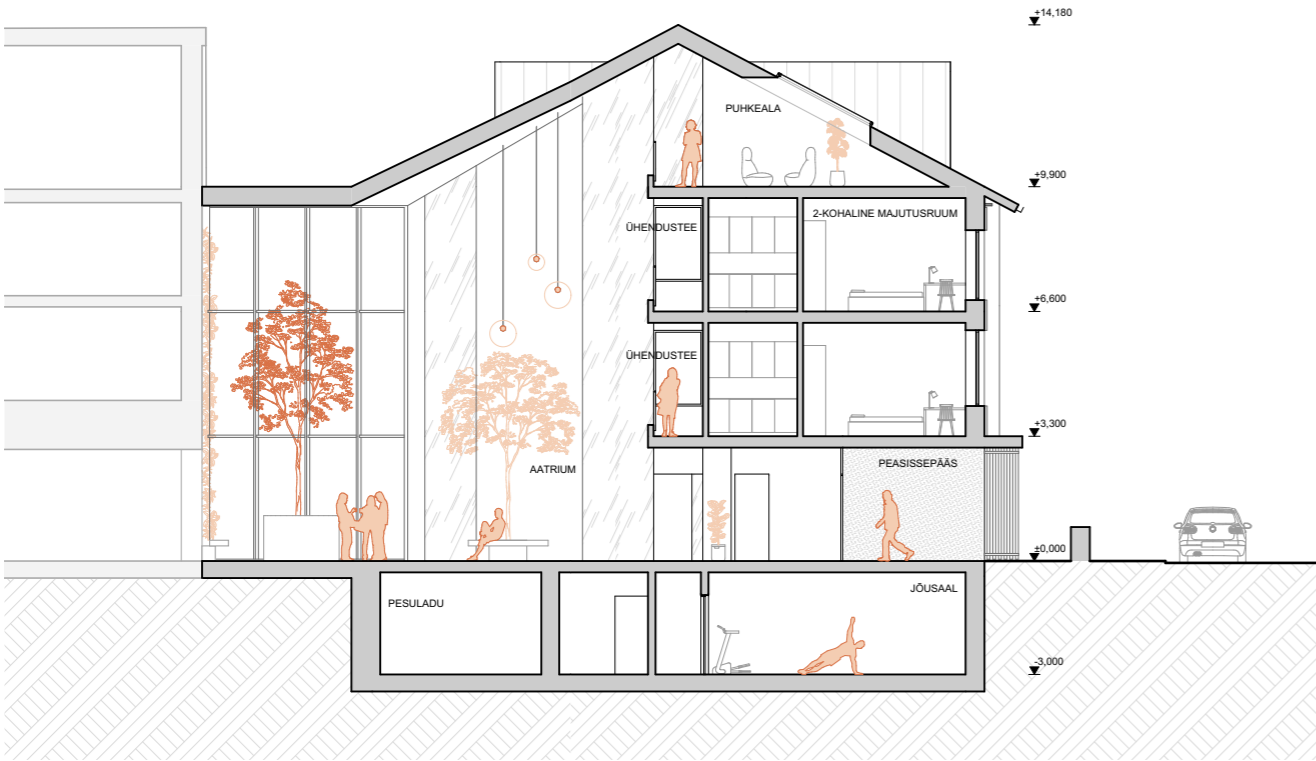 +14,180
PUHKEALA
+9,900
2-KOHALINE MAJUTUSRUUM
ÜHENDUSTEE
+6,600
ÜHENDUSTEE
+3,300
AATRIUM
PEASISSEPÄÄS
±0,000
PESULADU
JÕUSAAL
-3,000